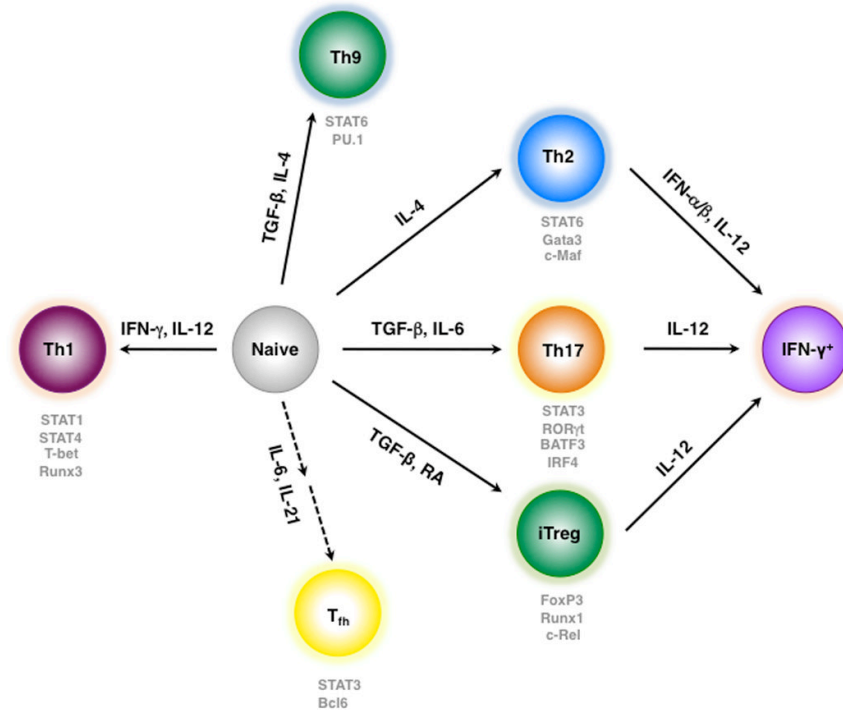 Th9
STAT6
PU.1
TGF-β, IL-4
Th2
STAT6
Gata3
c-Maf
IL-4
IFN-α/β, IL-12
Th1
STAT1
STAT4
T-bet
Runx3
IFN-γ, IL-12
Naive
TGF-β, IL-6
Th17
STAT3
RORγt
BATF3
IRF4
IL-12
IFN-γ⁺
TGF-β, RA
iTreg
FoxP3
Runx1
c-Rel
IL-12
IL-6, IL-21
Tfh
STAT3
Bcl6